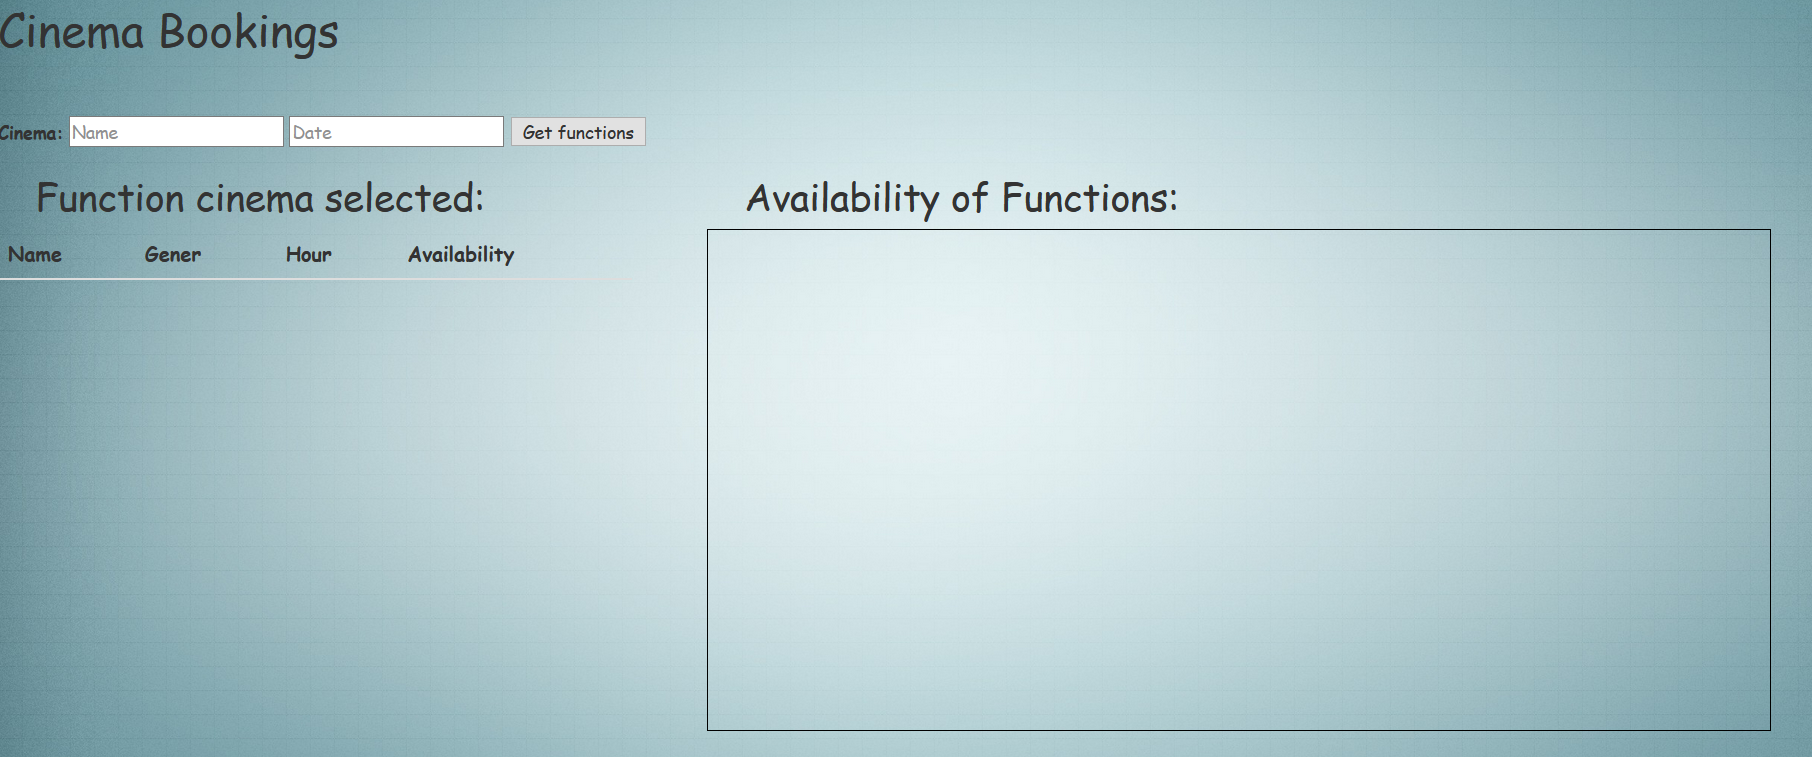 Cinema Bookings
Cinema: Name Date Get functions
Function cinema selected:
Name Gener Hour Availability
Availability of Functions: